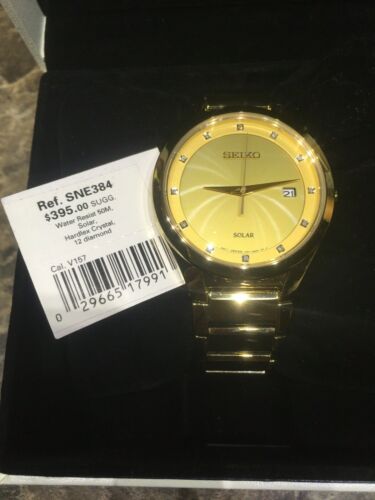 Ref. SNE384
$395.00 SUGG.
Water Resist 50M,
Solar,
Hardlex Crystal,
12 diamond
Cal. V157
0 29665 17991
SEIKO
21
SOLAR